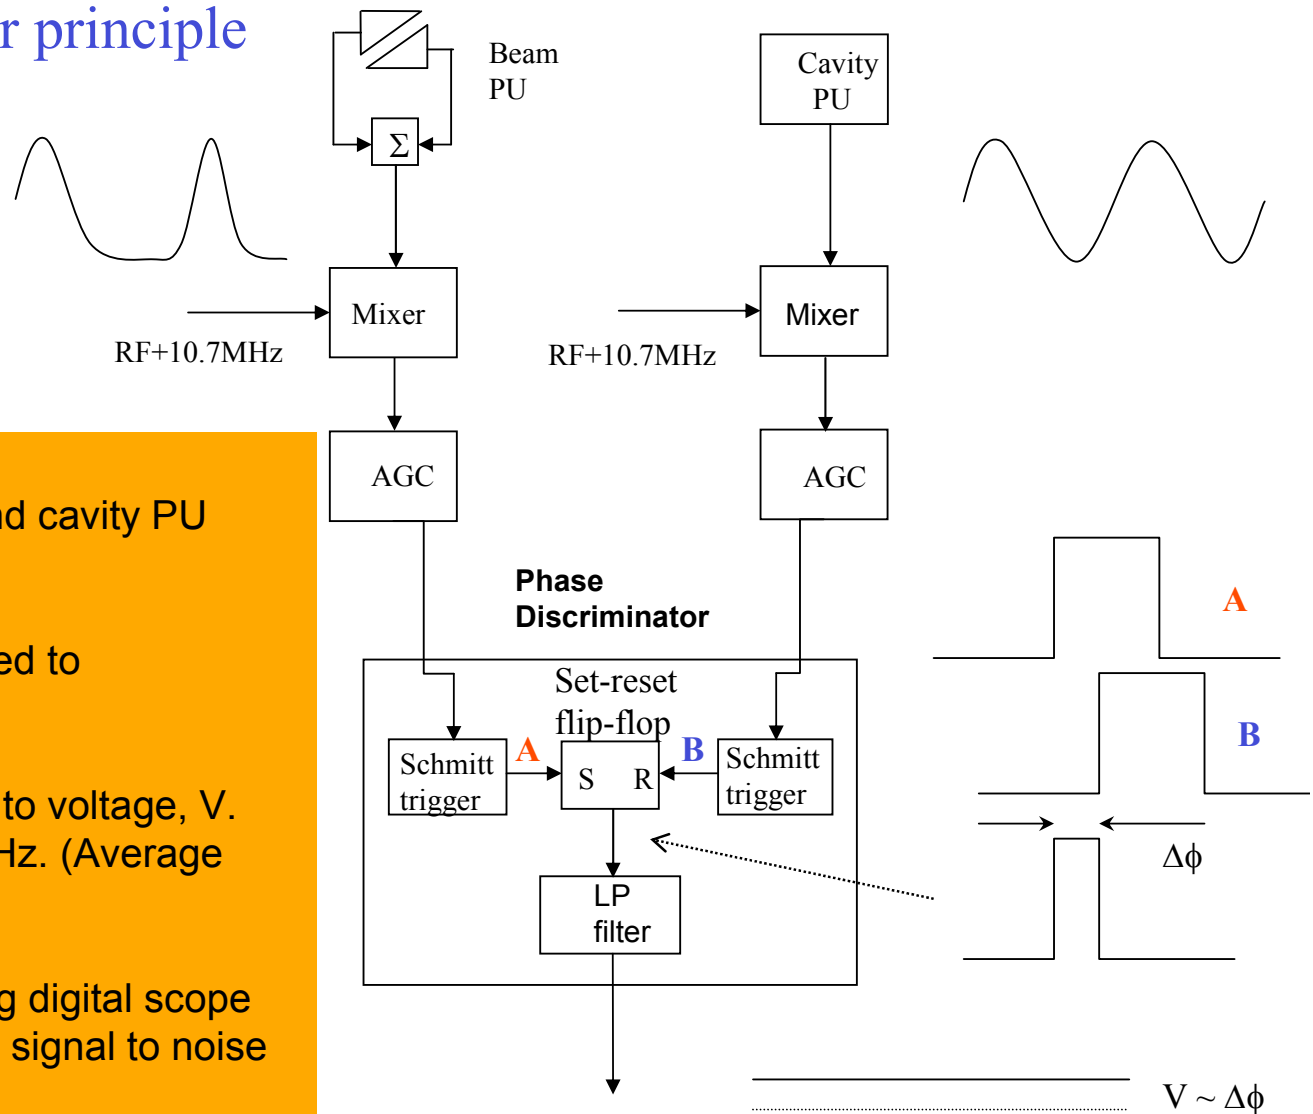 r principle
Beam
PU
Cavity
PU
Σ
Mixer
Mixer
RF+10.7MHz
RF+10.7MHz
AGC
AGC
nd cavity PU
ed to
to voltage, V.
Hz. (Average
g digital scope
signal to noise
Phase
Discriminator
Set-reset
flip-flop
Schmitt
trigger
A
S
R
B
Schmitt
trigger
LP
filter
A
B
Δϕ
V ~ Δϕ